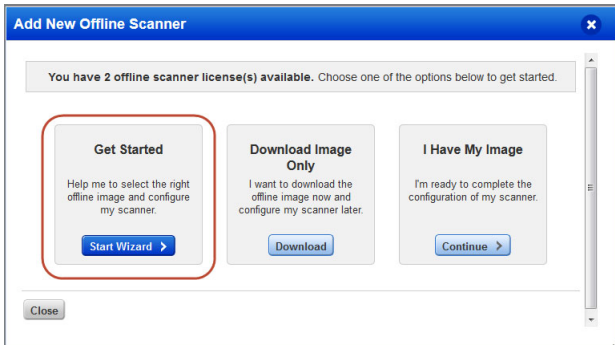 Add New Offline Scanner
You have 2 offline scanner license(s) available. Choose one of the options below to get started.
Get Started
Help me to select the right
offline image and configure
my scanner.
Start Wizard
Download Image
Only
I want to download the
offline image now and
configure my scanner later.
Download
I Have My Image
I'm ready to complete the
configuration of my scanner.
Continue
Close